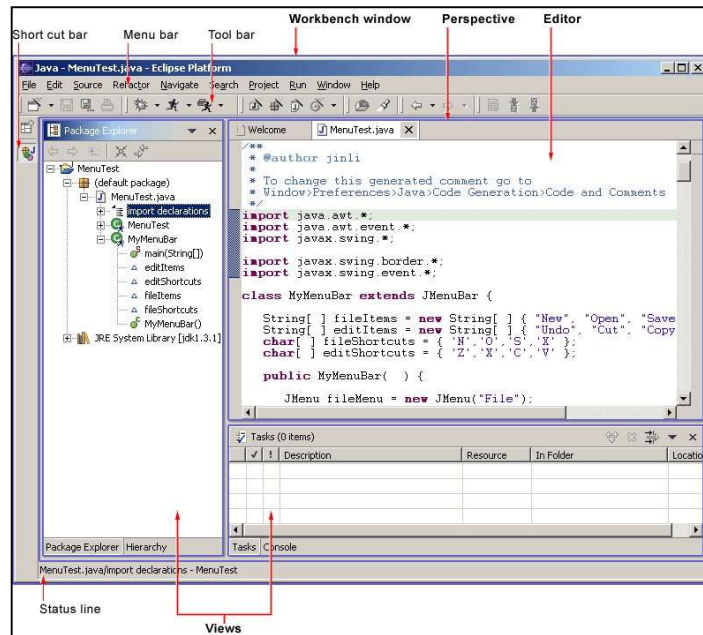 Workbench window Perspective Editor
Short cut bar Menu bar Tool bar
Java - MenuTest.java - Eclipse Platform
File Edit Source Refactor Navigate Search Project Run Window Help
Package Explorer
Welcome MenuTest.java
MenuTest
(default package)
MenuTest.java
import declarations
MenuTest
MyMenuBar
main(String[])
editItems
editShortcuts
fileItems
fileShortcuts
MyMenuBar()
JRE System Library [jdk1.3.1]
/**
* @author jinli
*
* To change this generated comment go to
* Window>Preferences>Java>Code Generation>Code and Comments
*/
import java.awt.*;
import java.awt.event.*;
import javax.swing.*;
import javax.swing.border.*;
import javax.swing.event.*;
class MyMenuBar extends JMenuBar {
String[ ] fileItems = new String[ ] { "New", "Open", "Save
String[ ] editItems = new String[ ] { "Undo", "Cut", "Copy
char[ ] fileShortcuts = { 'N','O','S','X' };
char[ ] editShortcuts = { 'Z','X','C','V' };
public MyMenuBar( ) {
JMenu fileMenu = new JMenu("File");
Tasks (0 items)
! Description Resource In Folder Locatio
Package Explorer Hierarchy
Tasks Console
MenuTest.java/import declarations - MenuTest
Status line
Views